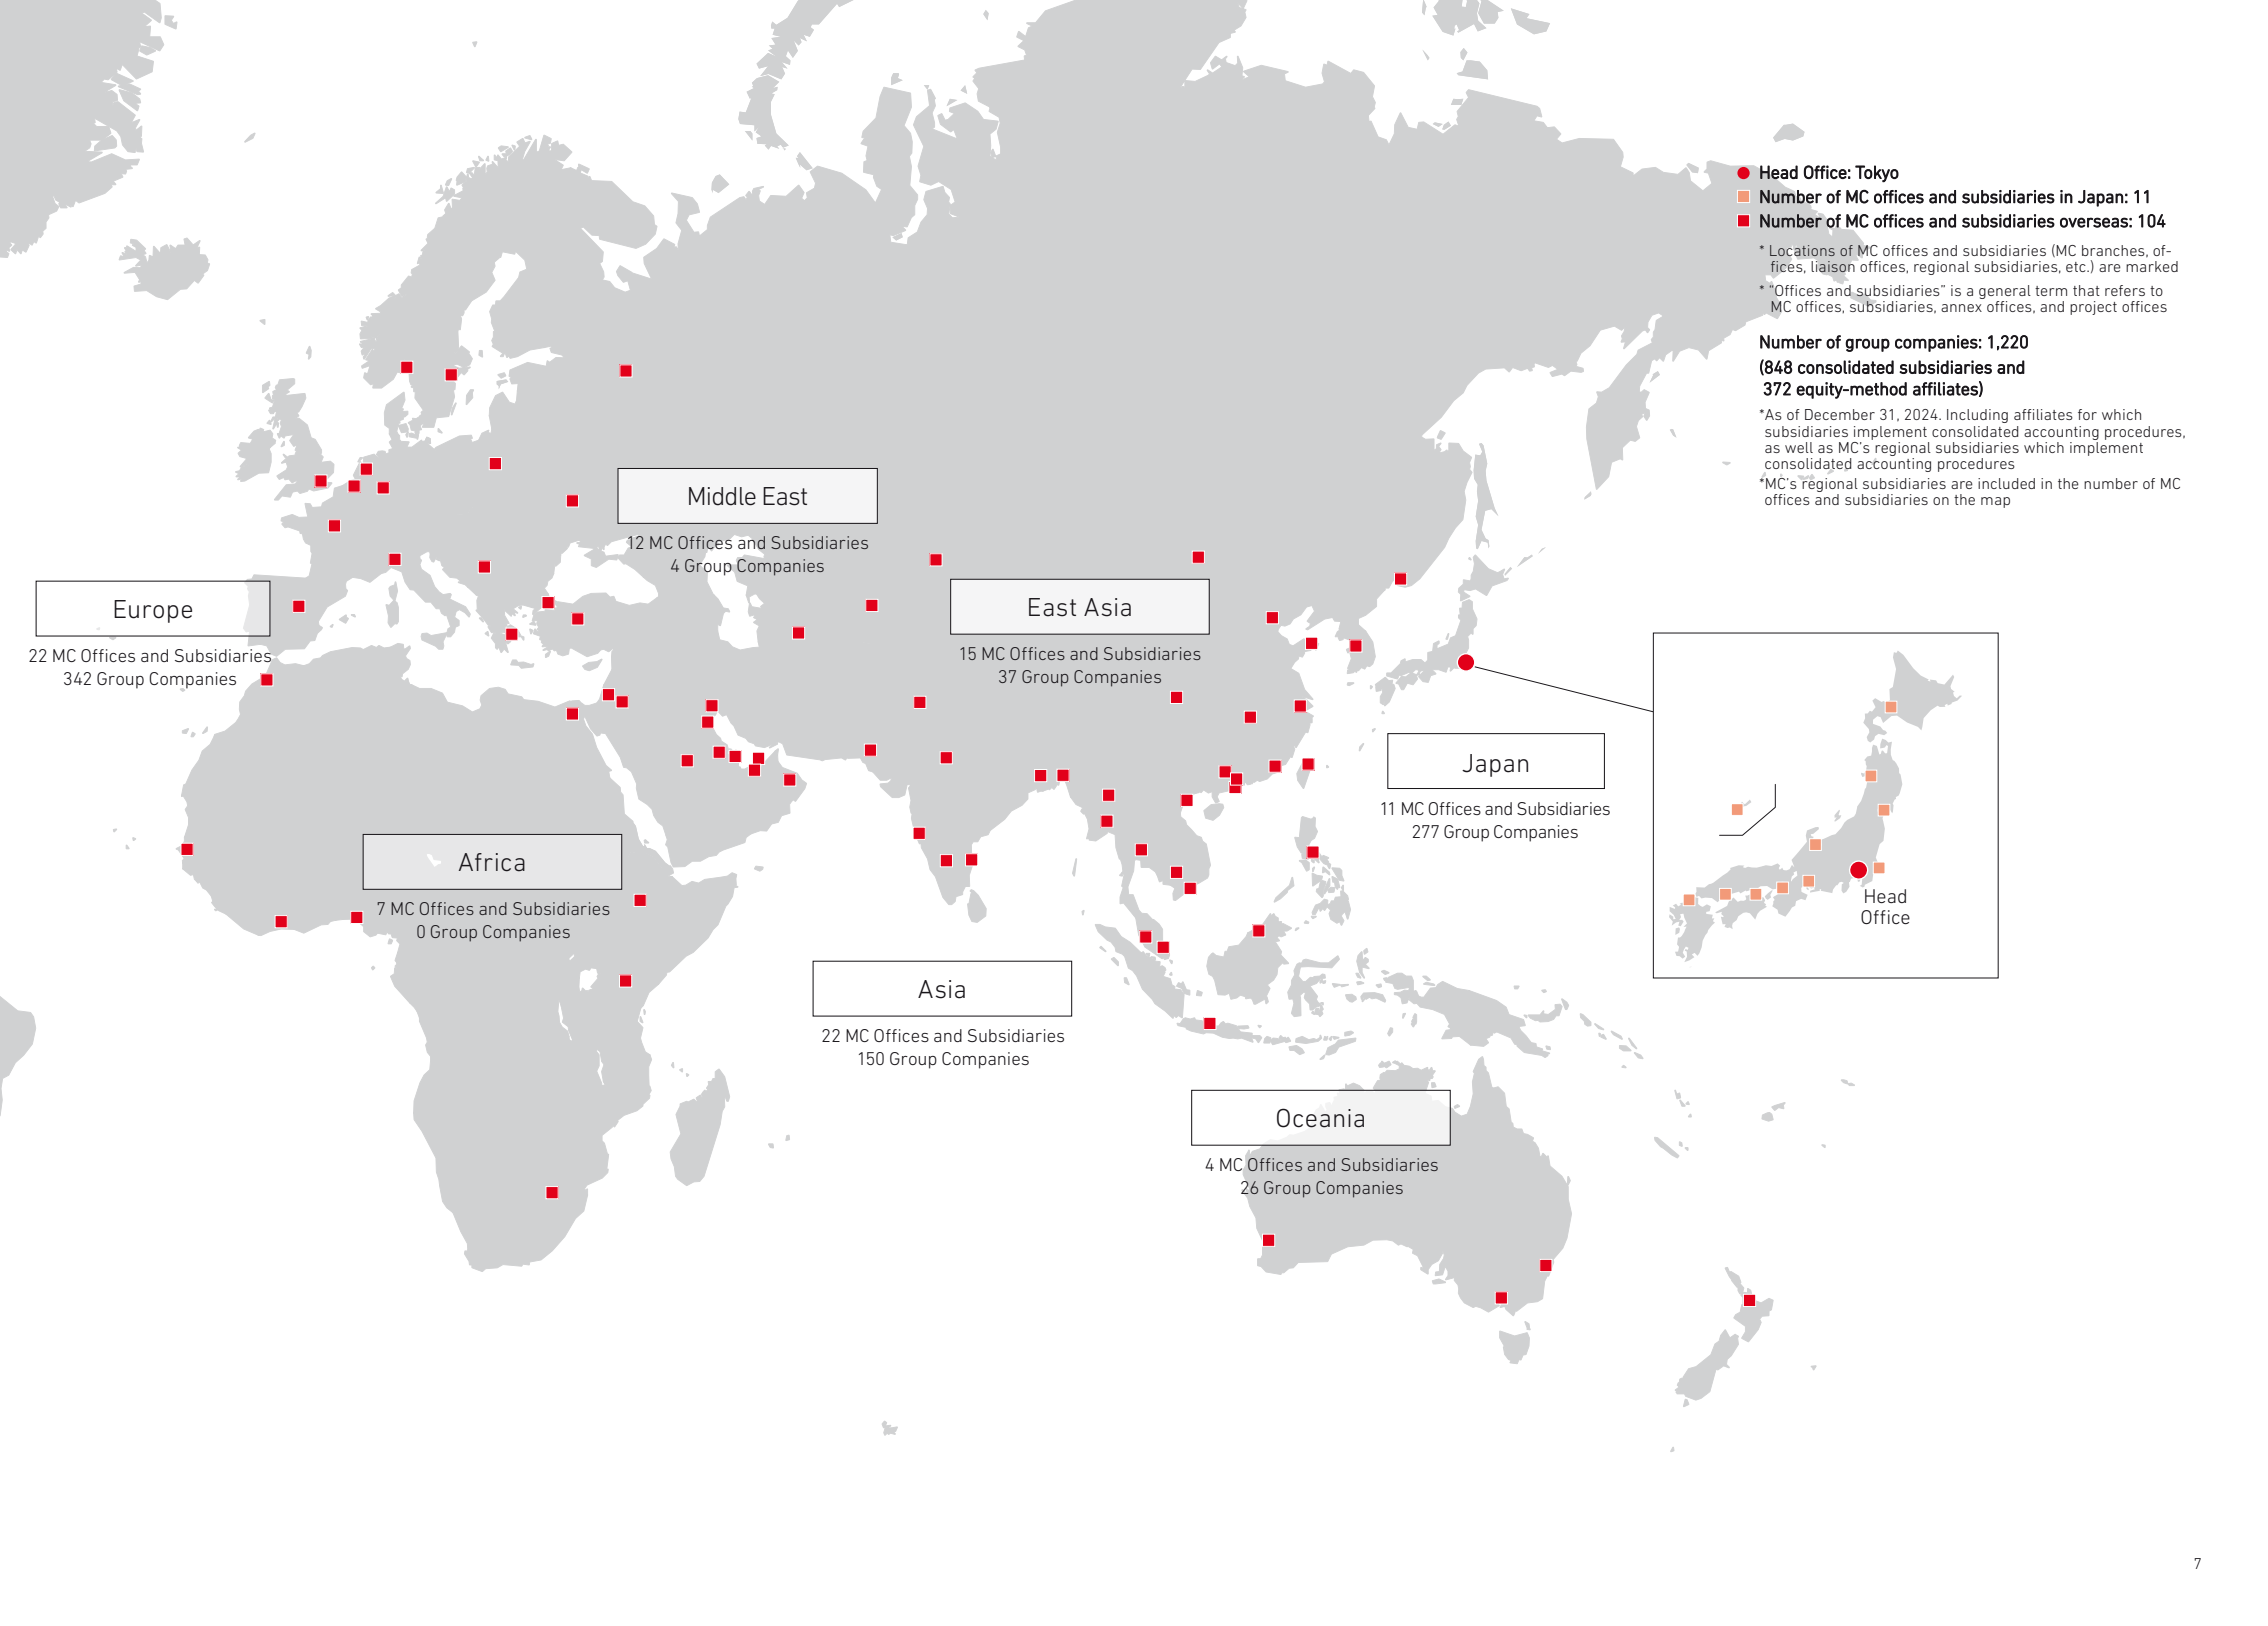 Head Office: Tokyo
Number of MC offices and subsidiaries in Japan: 11
Number of MC offices and subsidiaries overseas: 104
* Locations of MC offices and subsidiaries (MC branches, of-
fices, liaison offices, regional subsidiaries, etc.) are marked
* “Offices and subsidiaries” is a general term that refers to
MC offices, subsidiaries, annex offices, and project offices
Number of group companies: 1,220
(848 consolidated subsidiaries and
372 equity-method affiliates)
*As of December 31, 2024. Including affiliates for which
subsidiaries implement consolidated accounting procedures,
as well as MC’s regional subsidiaries which implement
consolidated accounting procedures
*MC’s regional subsidiaries are included in the number of MC
offices and subsidiaries on the map
Middle East
12 MC Offices and Subsidiaries
4 Group Companies
Europe
22 MC Offices and Subsidiaries
342 Group Companies
East Asia
15 MC Offices and Subsidiaries
37 Group Companies
Japan
11 MC Offices and Subsidiaries
277 Group Companies
Head
Office
Africa
7 MC Offices and Subsidiaries
0 Group Companies
Asia
22 MC Offices and Subsidiaries
150 Group Companies
Oceania
4 MC Offices and Subsidiaries
26 Group Companies
7